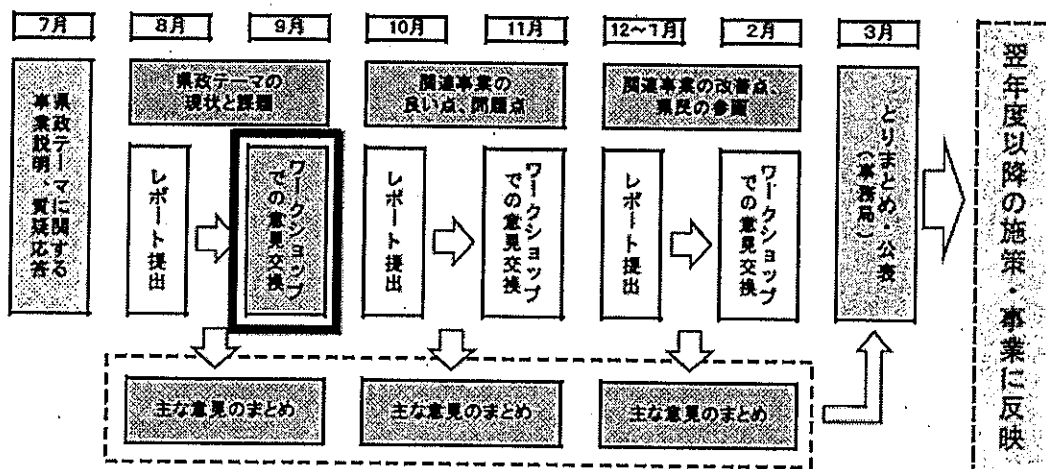 7月
8月
9月
10月
11月
12～1月
2月
3月
県政テーマに関する
事業説明、質疑応答
県政テーマの
現状と課題
関連事業の
良い点、問題点
関連事業の改善点、
県民の参画
レポート提出
ワークショップ
での意見交換
レポート提出
ワークショップ
での意見交換
レポート提出
ワークショップ
での意見交換
とりまとめ・公表
（事務局）
翌年度以降の施策・事業に反映
主な意見のまとめ
主な意見のまとめ
主な意見のまとめ